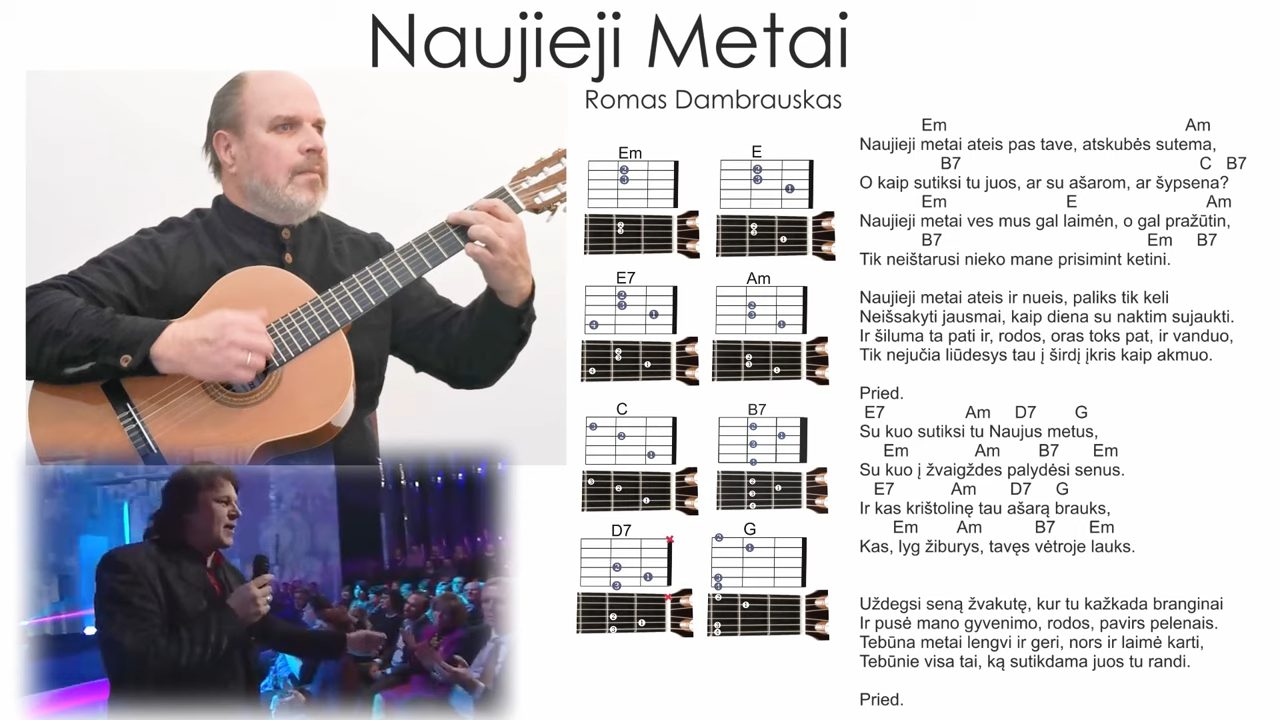 Naujieji Metai
Romas Dambrauskas
Em E
E7 Am
C B7
D7 G
Em Am
Naujieji metai ateis pas tave, atskubės sutema,
B7 C B7
O kaip sutiksi tu juos, ar su ašarom, ar šypsena?
Em E Am
Naujieji metai ves mus gal laimėn, o gal pražūtin,
B7 Em B7
Tik neištarusi nieko mane prisimint ketini.
Naujieji metai ateis ir nueis, paliks tik keli
Neišsakyti jausmai, kaip diena su naktim sujaukti.
Ir šiluma ta pati ir, rodos, oras toks pat, ir vanduo,
Tik nejučia liūdesys tau į širdį įkris kaip akmuo.
Pried.
E7 Am D7 G
Su kuo sutiksi tu Naujus metus,
Em Am B7 Em
Su kuo į žvaigždes palydėsi senus.
E7 Am D7 G
Ir kas krištolinę tau ašarą brauks,
Em Am B7 Em
Kas, lyg žiburys, tavęs vėtroje lauks.
Uždegsi seną žvakutę, kur tu kažkada branginai
Ir pusė mano gyvenimo, rodos, pavirs pelenais.
Tebūna metai lengvi ir geri, nors ir laimė karti,
Tebūnie visa tai, ką sutikdama juos tu randi.
Pried.